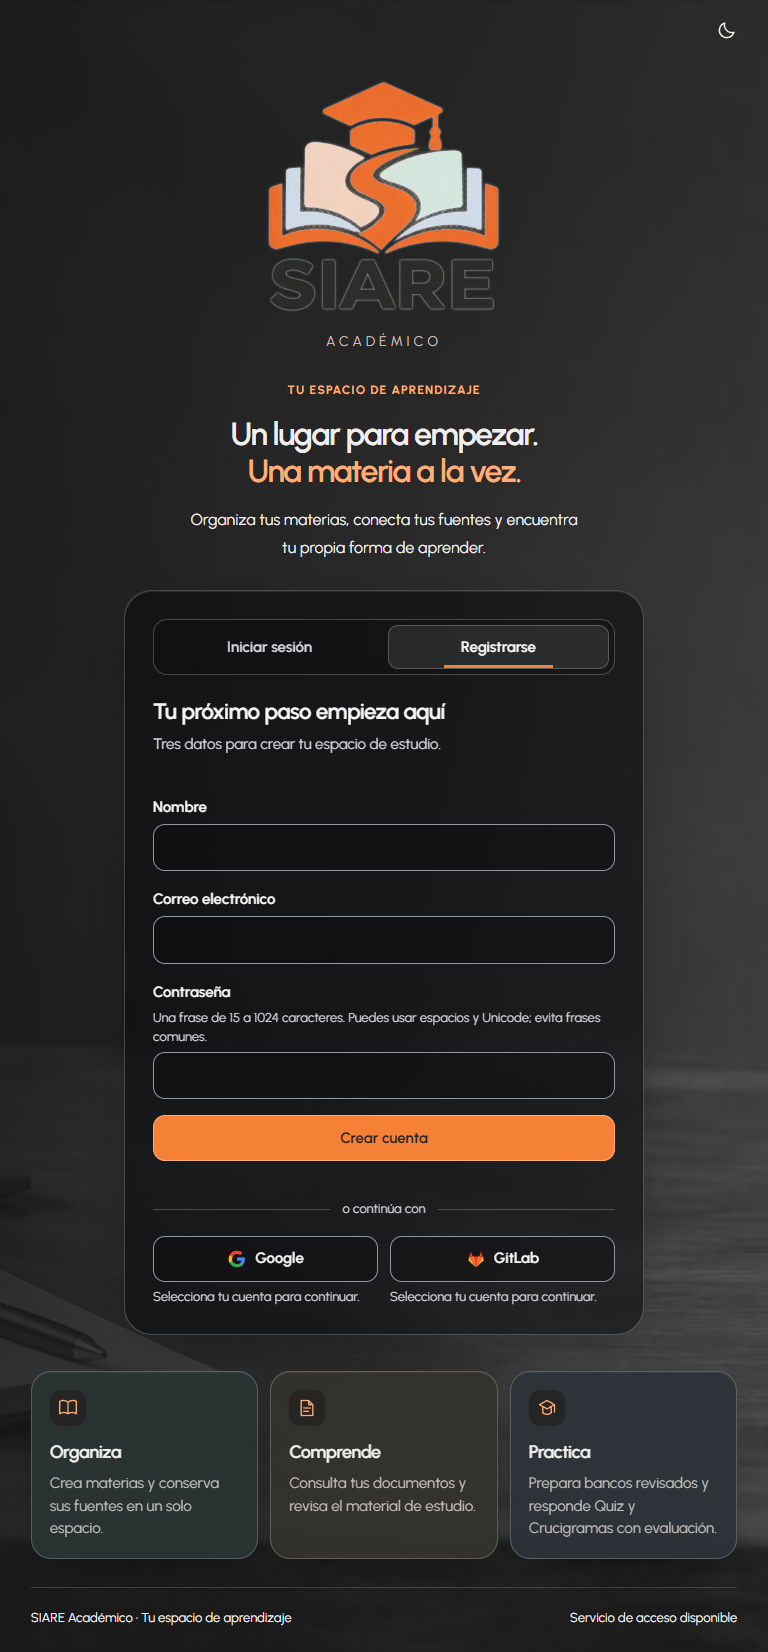 SIARE
ACADÉMICO
TU ESPACIO DE APRENDIZAJE
Un lugar para empezar.
Una materia a la vez.
Organiza tus materias, conecta tus fuentes y encuentra
tu propia forma de aprender.
Iniciar sesión
Registrarse
Tu próximo paso empieza aquí
Tres datos para crear tu espacio de estudio.
Nombre
Correo electrónico
Contraseña
Una frase de 15 a 1024 caracteres. Puedes usar espacios y Unicode; evita frases
comunes.
Crear cuenta
o continúa con
Google
GitLab
Selecciona tu cuenta para continuar.
Selecciona tu cuenta para continuar.
Organiza
Crea materias y conserva
sus fuentes en un solo
espacio.
Comprende
Consulta tus documentos y
revisa el material de estudio.
Practica
Prepara bancos revisados y
responde Quiz y
Crucigramas con evaluación.
SIARE Académico · Tu espacio de aprendizaje
Servicio de acceso disponible